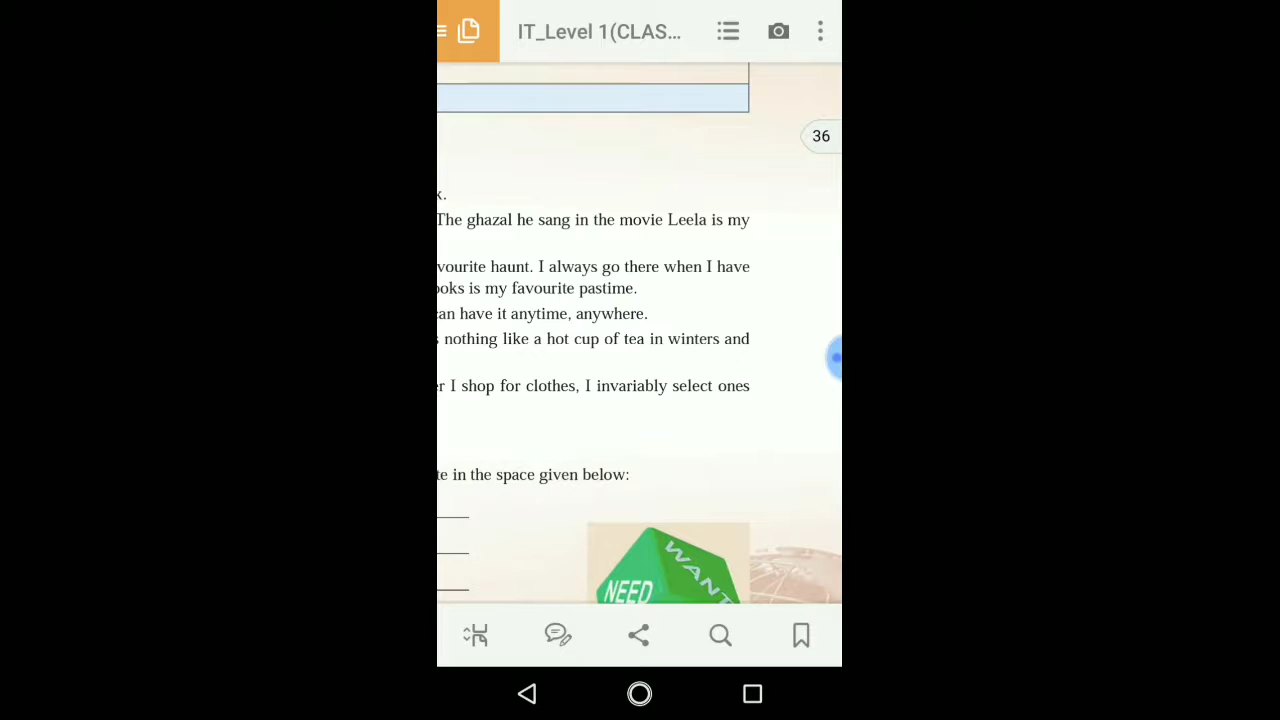 IT_Level 1(CLAS...
36
k.
The ghazal he sang in the movie Leela is my
vourite haunt. I always go there when I have
ooks is my favourite pastime.
can have it anytime, anywhere.
s nothing like a hot cup of tea in winters and
er I shop for clothes, I invariably select ones
te in the space given below:
WANT
NEED